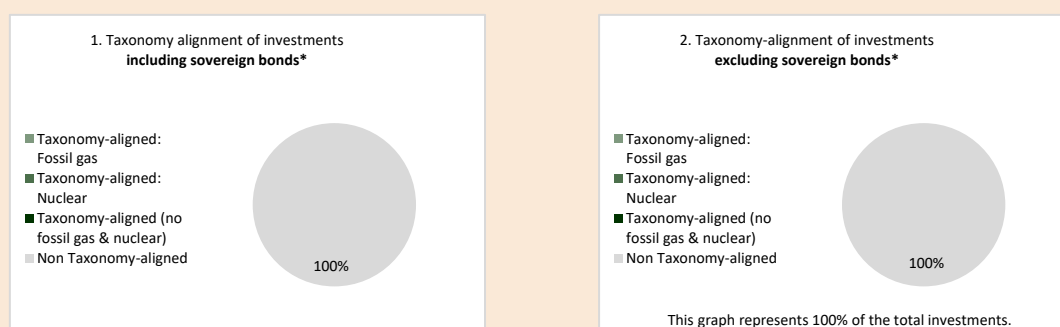 1. Taxonomy alignment of investments
including sovereign bonds*
Taxonomy-aligned:
Fossil gas
Taxonomy-aligned:
Nuclear
Taxonomy-aligned (no
fossil gas & nuclear)
Non Taxonomy-aligned
100%
2. Taxonomy-alignment of investments
excluding sovereign bonds*
Taxonomy-aligned:
Fossil gas
Taxonomy-aligned:
Nuclear
Taxonomy-aligned (no
fossil gas & nuclear)
Non Taxonomy-aligned
100%
This graph represents 100% of the total investments.